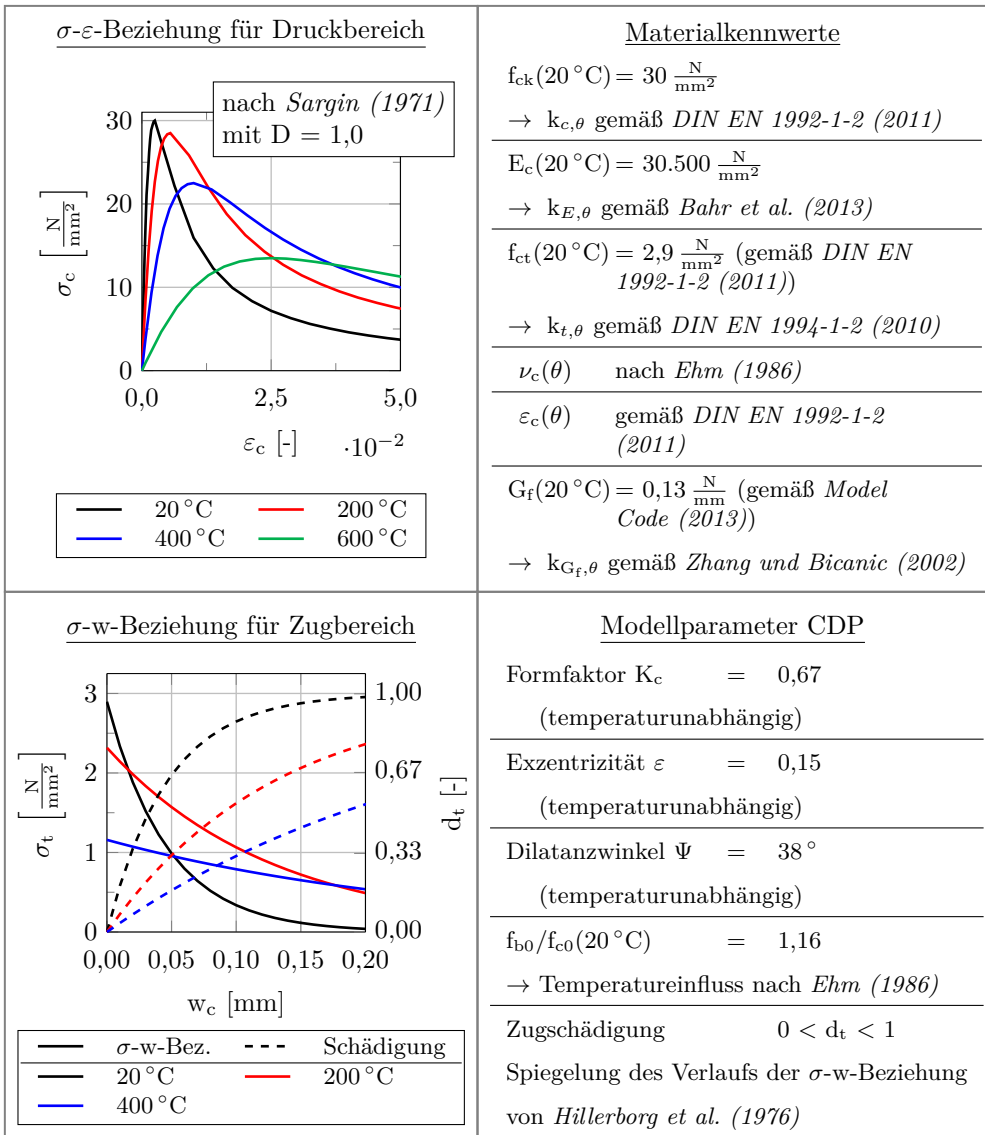 σ-ε-Beziehung für Druckbereich
nach Sargin (1971)
mit D = 1,0
30
20
10
0
σc [N/mm²]
0,0
2,5
5,0
εc [-]
·10⁻²
20 °C
200 °C
400 °C
600 °C
Materialkennwerte
fck(20 °C) = 30 N/mm²
→ kc,θ gemäß DIN EN 1992-1-2 (2011)
Ec(20 °C) = 30.500 N/mm²
→ kE,θ gemäß Bahr et al. (2013)
fct(20 °C) = 2,9 N/mm² (gemäß DIN EN
1992-1-2 (2011))
→ kt,θ gemäß DIN EN 1994-1-2 (2010)
νc(θ) nach Ehm (1986)
εc(θ) gemäß DIN EN 1992-1-2
(2011)
Gf(20 °C) = 0,13 N/mm (gemäß Model
Code (2013))
→ kGf,θ gemäß Zhang und Bicanic (2002)
σ-w-Beziehung für Zugbereich
3
2
1
0
σt [N/mm²]
1,00
0,67
0,33
0,00
dt [-]
0,00
0,05
0,10
0,15
0,20
wc [mm]
σ-w-Bez.
Schädigung
20 °C
200 °C
400 °C
Modellparameter CDP
Formfaktor Kc = 0,67
(temperaturunabhängig)
Exzentrizität ε = 0,15
(temperaturunabhängig)
Dilatanzwinkel Ψ = 38 °
(temperaturunabhängig)
fb0/fc0(20 °C) = 1,16
→ Temperatureinfluss nach Ehm (1986)
Zugschädigung 0 < dt < 1
Spiegelung des Verlaufs der σ-w-Beziehung
von Hillerborg et al. (1976)